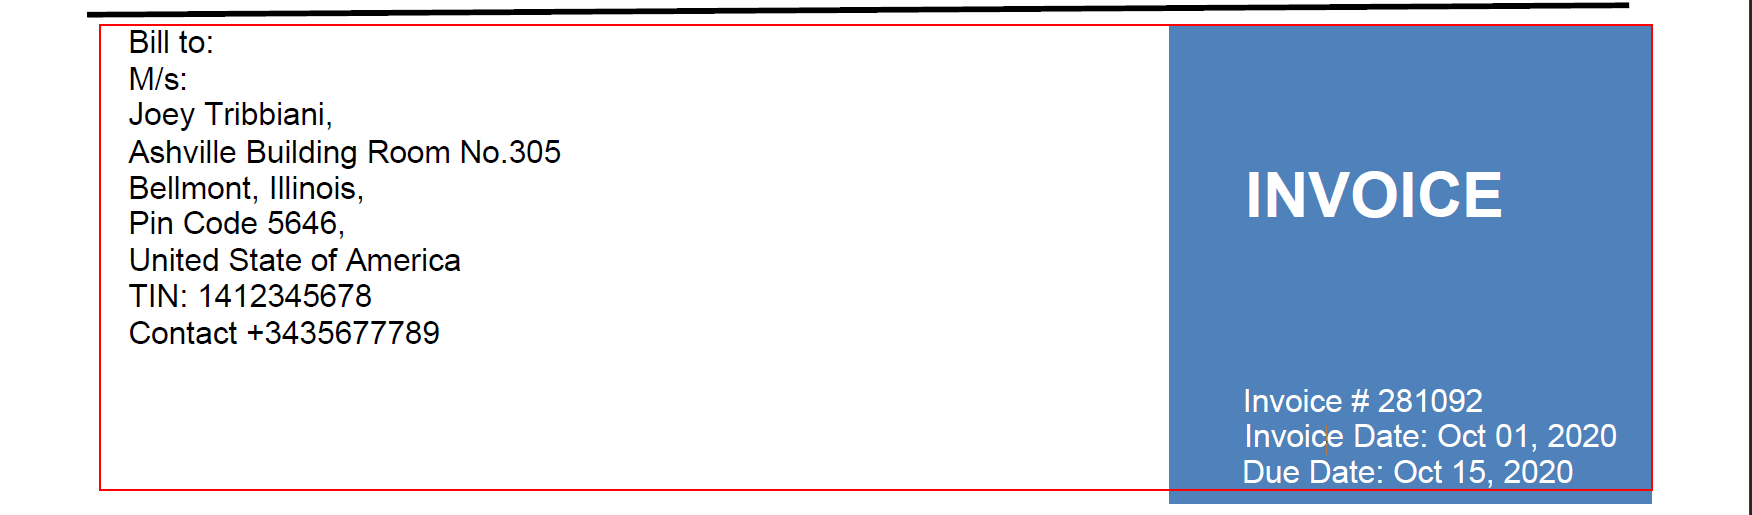 Bill to:
M/s:
Joey Tribbiani,
Ashville Building Room No.305
Bellmont, Illinois,
Pin Code 5646,
United State of America
TIN: 1412345678
Contact +3435677789
INVOICE
Invoice # 281092
Invoice Date: Oct 01, 2020
Due Date: Oct 15, 2020